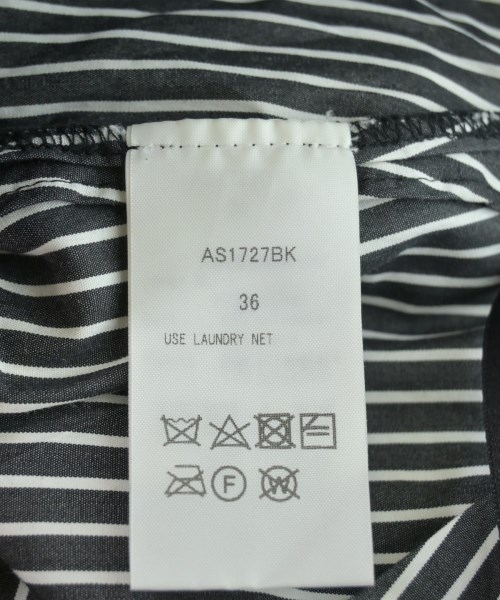 AS1727BK
36
USE LAUNDRY NET
F W